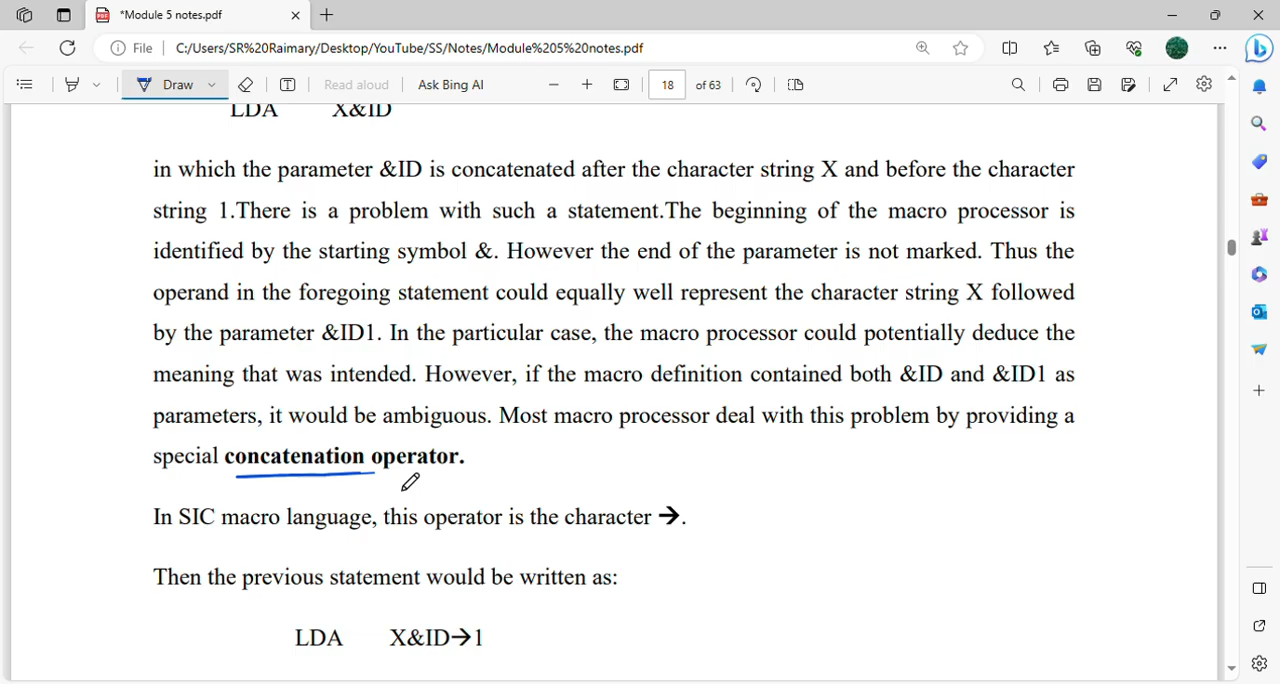 *Module 5 notes.pdf
File
C:/Users/SR%20Raimary/Desktop/YouTube/SS/Notes/Module%205%20notes.pdf
Draw
Read aloud
Ask Bing AI
18
of 63
LDA X&ID
in which the parameter &ID is concatenated after the character string X and before the character
string 1.There is a problem with such a statement.The beginning of the macro processor is
identified by the starting symbol &. However the end of the parameter is not marked. Thus the
operand in the foregoing statement could equally well represent the character string X followed
by the parameter &ID1. In the particular case, the macro processor could potentially deduce the
meaning that was intended. However, if the macro definition contained both &ID and &ID1 as
parameters, it would be ambiguous. Most macro processor deal with this problem by providing a
special concatenation operator.
In SIC macro language, this operator is the character →.
Then the previous statement would be written as:
LDA X&ID→1